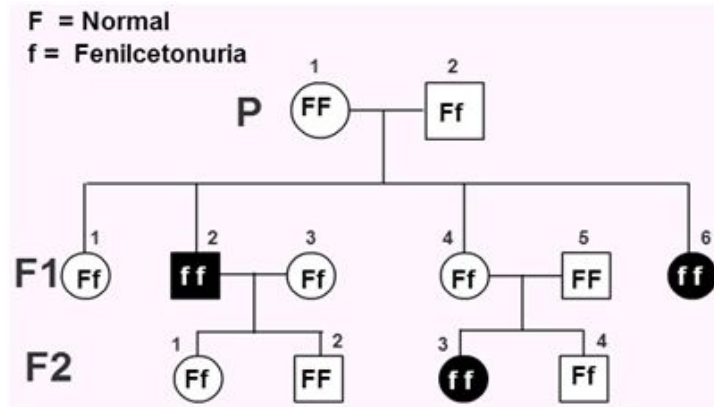 F = Normal
f = Fenilcetonuria
1 2
P FF Ff
1 2 3 4 5 6
F1 Ff ff Ff Ff FF ff
1 2 3 4
F2 Ff FF ff Ff